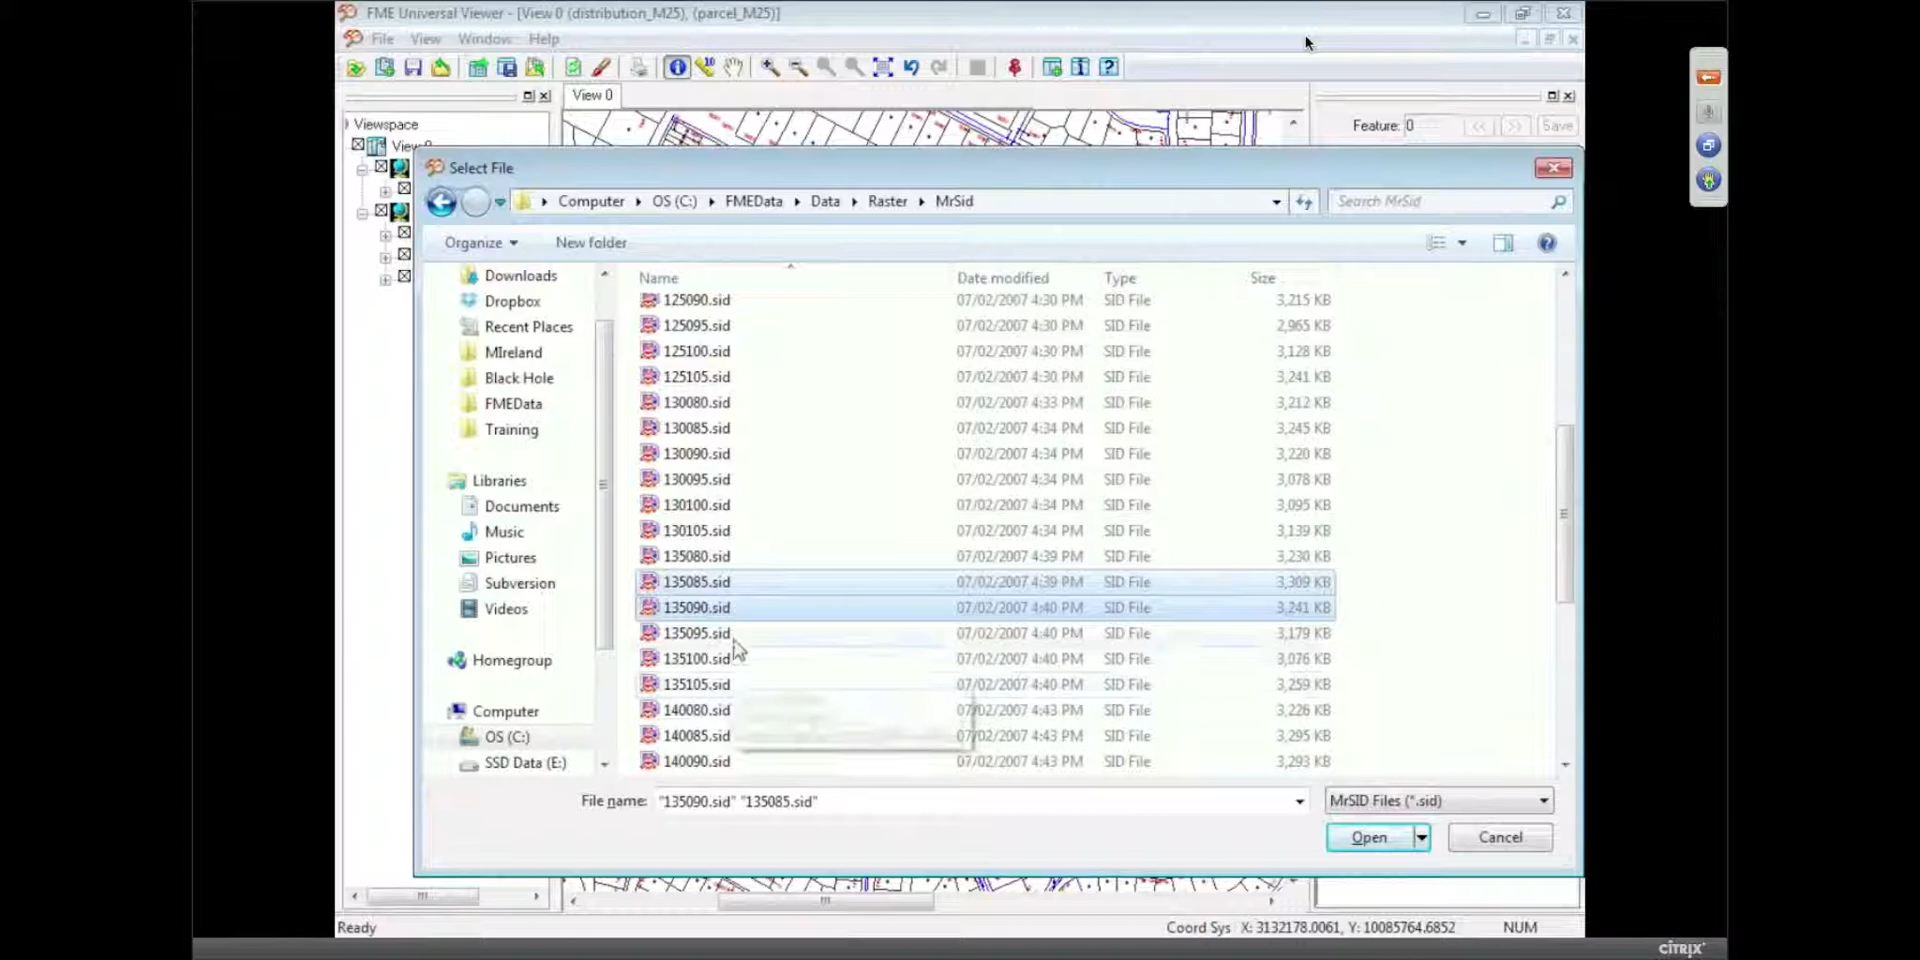 FME Universal Viewer - [View 0 (distribution_M25), (parcel_M25)]
File View Window Help
View 0
Viewspace
Feature: 0 << >> Save
View 0
Select File
Computer OS (C:) FMEData Data Raster MrSid
Search MrSid
Organize New folder
Downloads
Dropbox
Recent Places
MIreland
Black Hole
FMEData
Training
Libraries
Documents
Music
Pictures
Subversion
Videos
Homegroup
Computer
OS (C:)
SSD Data (E:)
Name Date modified Type Size
125090.sid 07/02/2007 4:30 PM SID File 3,215 KB
125095.sid 07/02/2007 4:30 PM SID File 2,965 KB
125100.sid 07/02/2007 4:30 PM SID File 3,128 KB
125105.sid 07/02/2007 4:30 PM SID File 3,241 KB
130080.sid 07/02/2007 4:33 PM SID File 3,212 KB
130085.sid 07/02/2007 4:34 PM SID File 3,245 KB
130090.sid 07/02/2007 4:34 PM SID File 3,220 KB
130095.sid 07/02/2007 4:34 PM SID File 3,078 KB
130100.sid 07/02/2007 4:34 PM SID File 3,095 KB
130105.sid 07/02/2007 4:34 PM SID File 3,139 KB
135080.sid 07/02/2007 4:39 PM SID File 3,230 KB
135085.sid 07/02/2007 4:39 PM SID File 3,309 KB
135090.sid 07/02/2007 4:40 PM SID File 3,241 KB
135095.sid 07/02/2007 4:40 PM SID File 3,179 KB
135100.sid 07/02/2007 4:40 PM SID File 3,076 KB
135105.sid 07/02/2007 4:40 PM SID File 3,259 KB
140080.sid 07/02/2007 4:43 PM SID File 3,226 KB
140085.sid 07/02/2007 4:43 PM SID File 3,295 KB
140090.sid 07/02/2007 4:43 PM SID File 3,293 KB
File name: "135090.sid" "135085.sid"
MrSID Files (*.sid)
Open Cancel
Ready Coord Sys X: 3132178.0061, Y: 10085764.6852 NUM
CITRIX